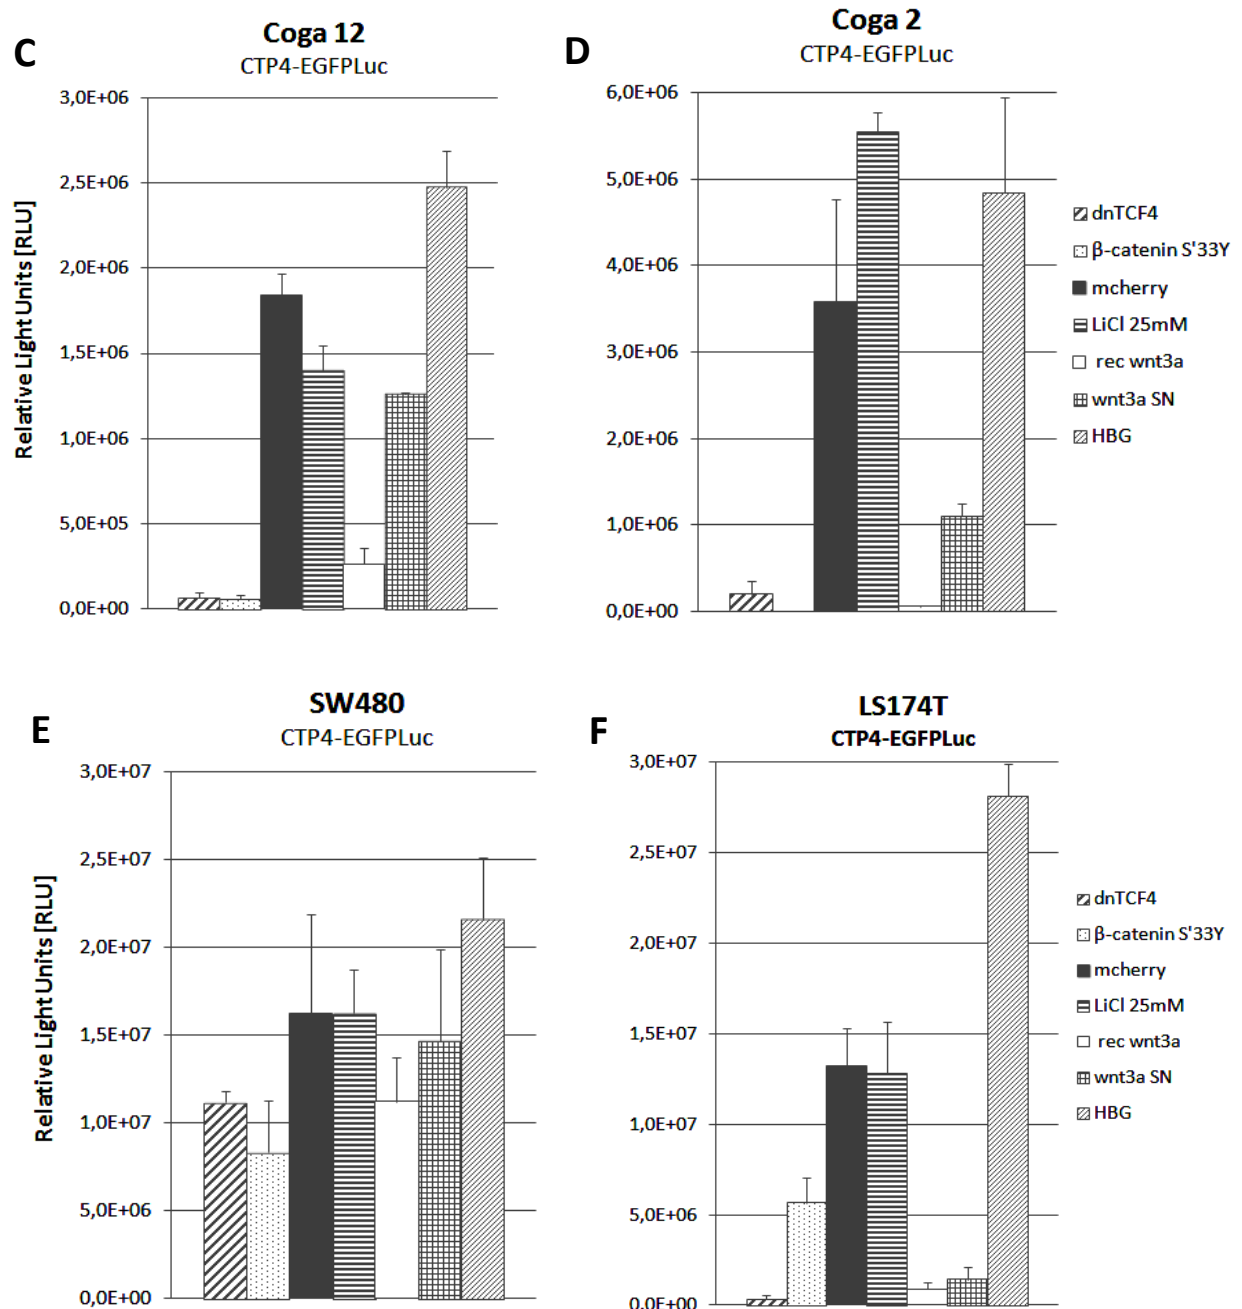 C
Coga 12
CTP4-EGFPLuc
Relative Light Units [RLU]
3,0E+06
2,5E+06
2,0E+06
1,5E+06
1,0E+06
5,0E+05
0,0E+00
D
Coga 2
CTP4-EGFPLuc
6,0E+06
5,0E+06
4,0E+06
3,0E+06
2,0E+06
1,0E+06
0,0E+00
dnTCF4
β-catenin S'33Y
mcherry
LiCl 25mM
rec wnt3a
wnt3a SN
HBG
E
SW480
CTP4-EGFPLuc
Relative Light Units [RLU]
3,0E+07
2,5E+07
2,0E+07
1,5E+07
1,0E+07
5,0E+06
0,0E+00
F
LS174T
CTP4-EGFPLuc
3,0E+07
2,5E+07
2,0E+07
1,5E+07
1,0E+07
5,0E+06
0,0E+00
dnTCF4
β-catenin S'33Y
mcherry
LiCl 25mM
rec wnt3a
wnt3a SN
HBG